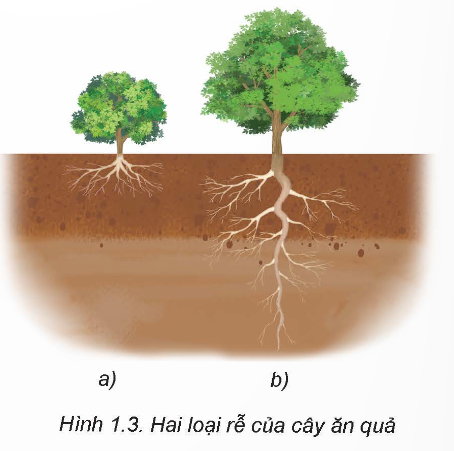 a)
b)
Hình 1.3. Hai loại rễ của cây ăn quả